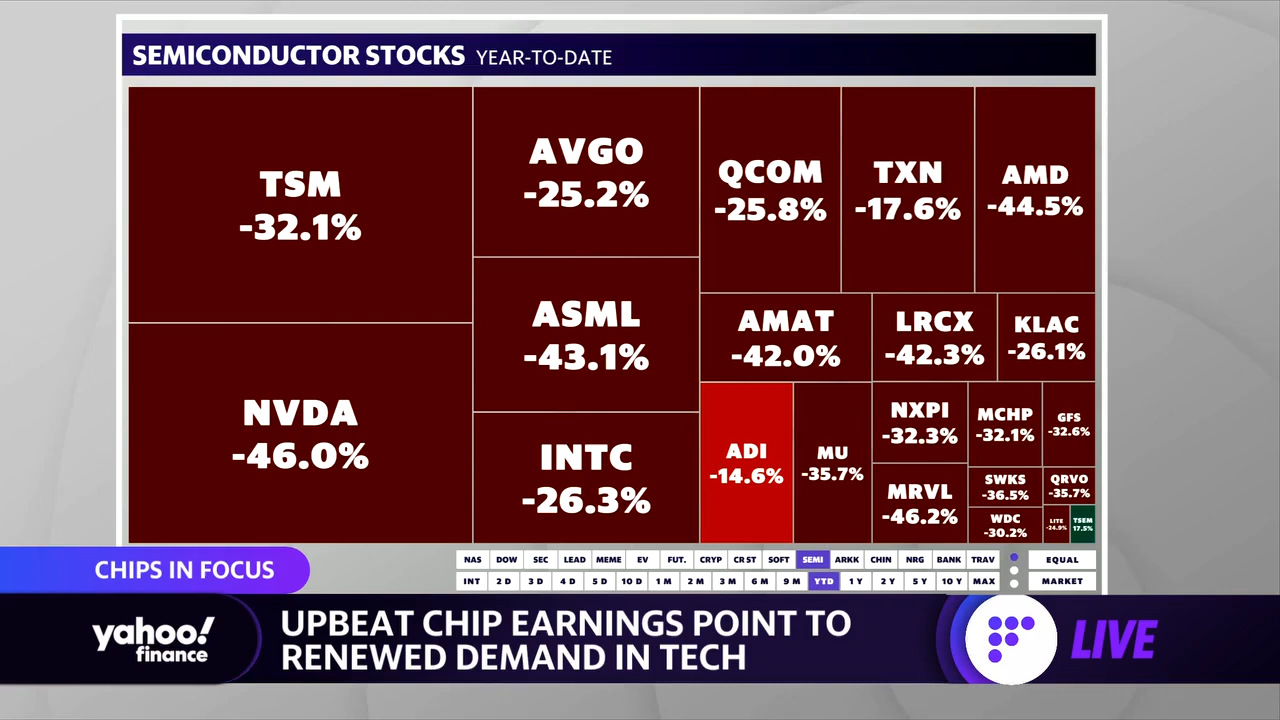 SEMICONDUCTOR STOCKS YEAR-TO-DATE
TSM
-32.1%
NVDA
-46.0%
AVGO
-25.2%
ASML
-43.1%
INTC
-26.3%
QCOM
-25.8%
TXN
-17.6%
AMD
-44.5%
AMAT
-42.0%
LRCX
-42.3%
KLAC
-26.1%
ADI
-14.6%
MU
-35.7%
NXPI
-32.3%
MCHP
-32.1%
GFS
-32.6%
MRVL
-46.2%
SWKS
-36.5%
QRVO
-35.7%
WDC
-30.2%
LITE
-24.9%
TSEM
17.5%
NAS DOW SEC LEAD MEME EV FUT. CRYP CRST SOFT SEMI ARKK CHIN NRG BANK TRAV EQUAL
INT 2 D 3 D 4 D 5 D 10 D 1 M 2 M 3 M 6 M 9 M YTD 1 Y 2 Y 5 Y 10 Y MAX MARKET
CHIPS IN FOCUS
yahoo!
finance
UPBEAT CHIP EARNINGS POINT TO
RENEWED DEMAND IN TECH
LIVE